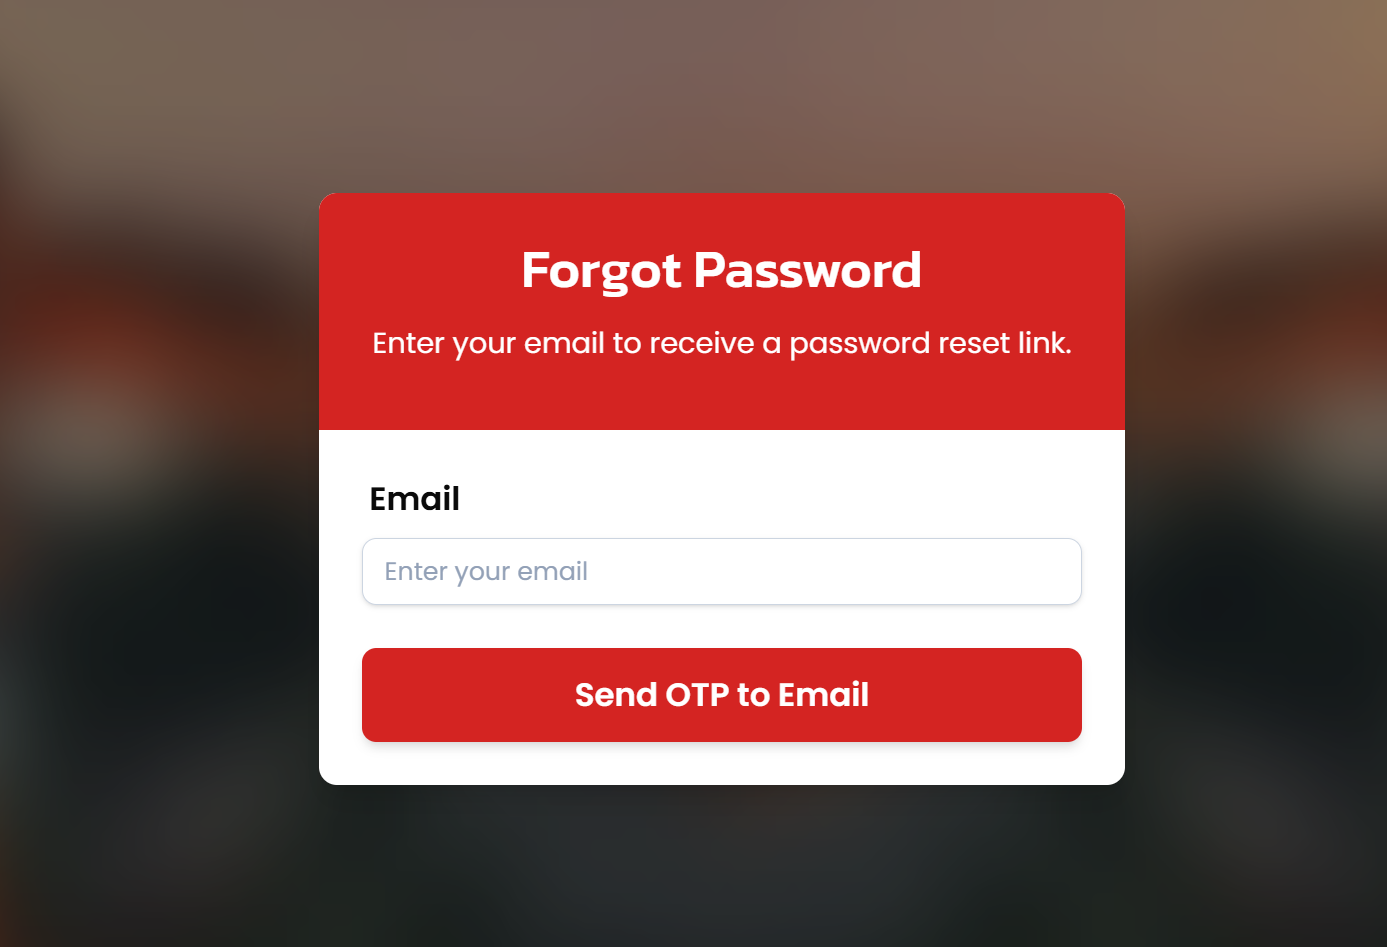 Forgot Password
Enter your email to receive a password reset link.
Email
Enter your email
Send OTP to Email